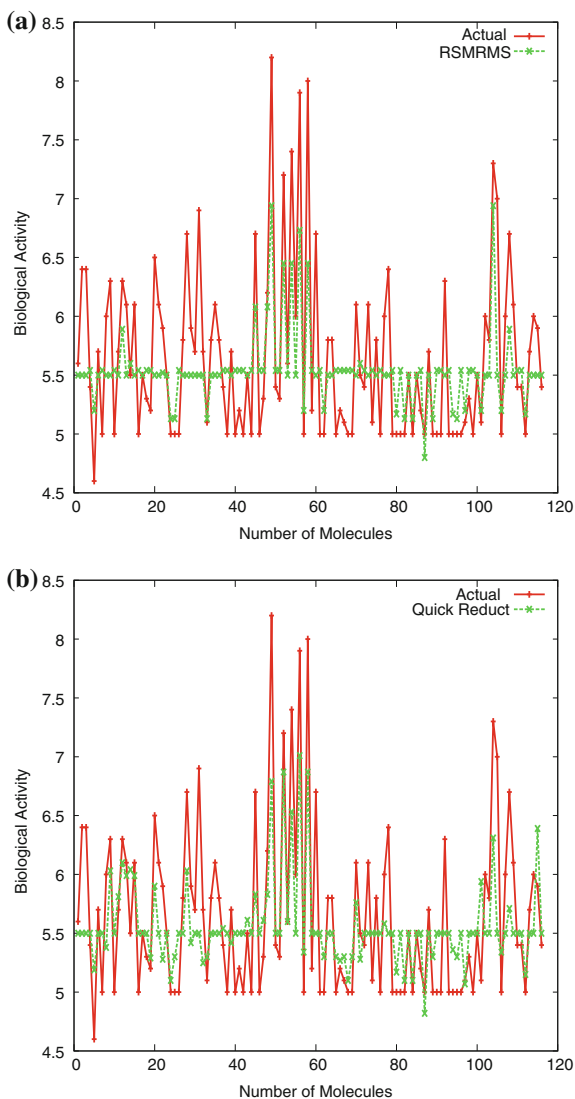 (a)
8.5
8
7.5
7
6.5
6
5.5
5
4.5
Biological Activity
Actual
RSMRMS
0 20 40 60 80 100 120
Number of Molecules
(b)
8.5
8
7.5
7
6.5
6
5.5
5
4.5
Biological Activity
Actual
Quick Reduct
0 20 40 60 80 100 120
Number of Molecules